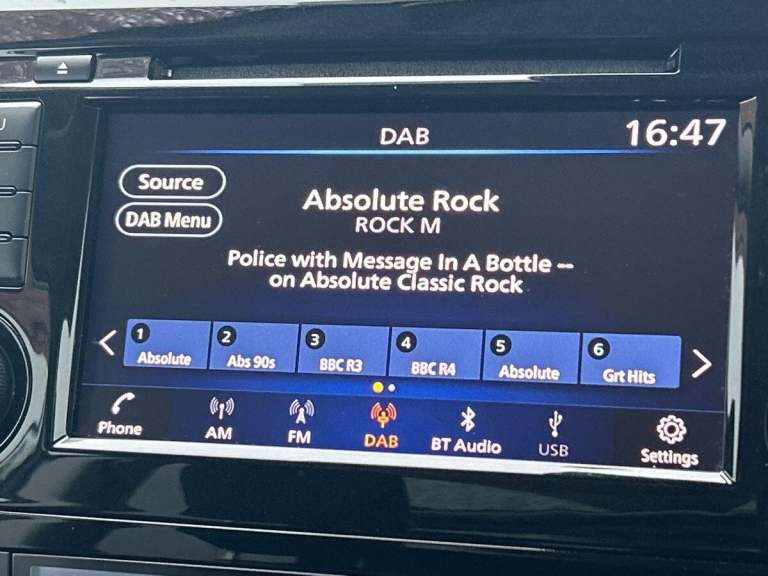 DAB
16:47
Source
DAB Menu
Absolute Rock
ROCK M
Police with Message In A Bottle --
on Absolute Classic Rock
1
Absolute
2
Abs 90s
3
BBC R3
4
BBC R4
5
Absolute
6
Grt Hits
Phone
AM
FM
DAB
BT Audio
USB
Settings